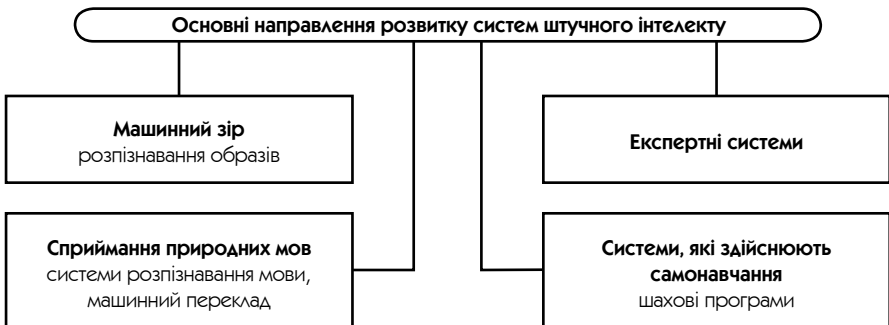 Основні направлення розвитку систем штучного інтелекту
Машинний зір
розпізнавання образів
Експертні системи
Сприймання природних мов
системи розпізнавання мови,
машинний переклад
Системи, які здійснюють
самонавчання
шахові програми